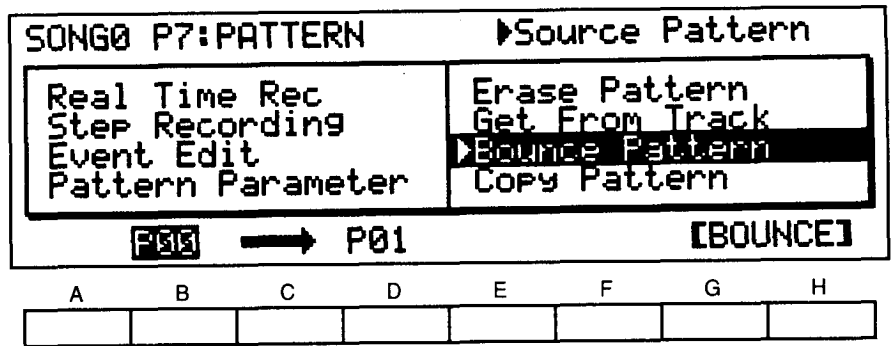 SONG0 P7:PATTERN ▶Source Pattern
Real Time Rec
Step Recording
Event Edit
Pattern Parameter
Erase Pattern
Get From Track
▶Bounce Pattern
Copy Pattern
P00 → P01 [BOUNCE]
A B C D E F G H